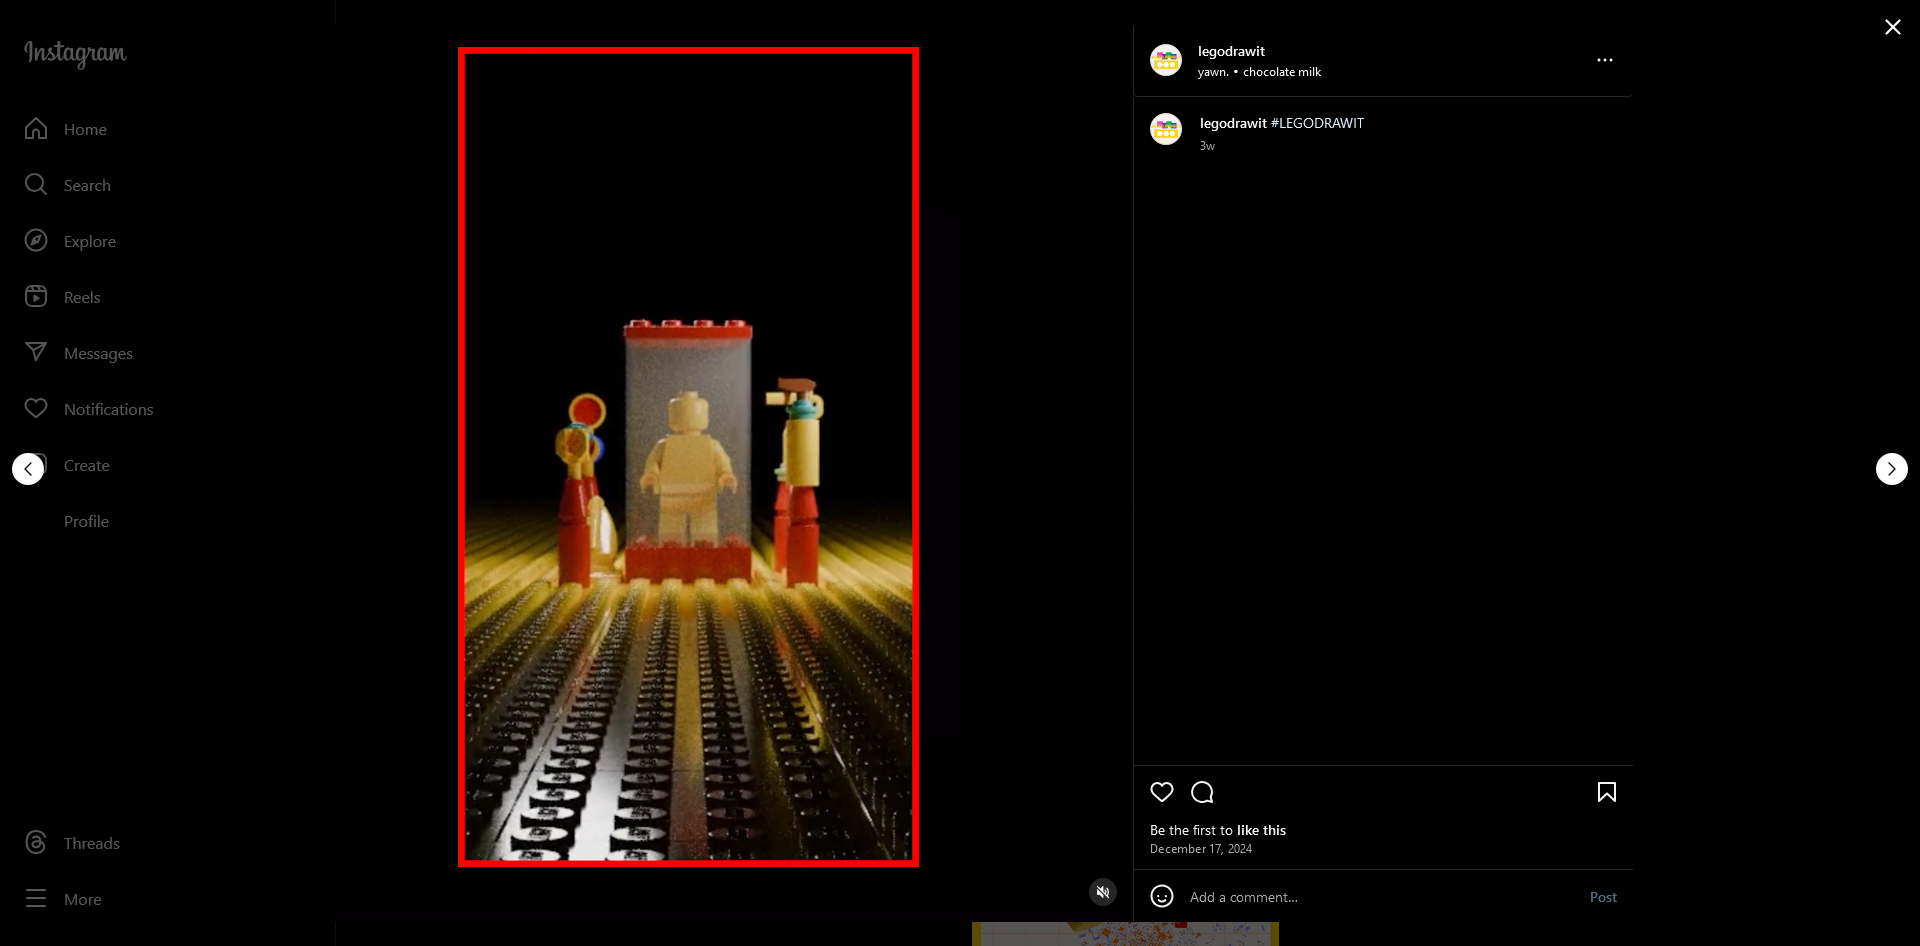 Instagram
Home
Search
Explore
Reels
Messages
Notifications
Create
Profile
Threads
More
legodrawit
yawn. • chocolate milk
legodrawit #LEGODRAWIT
3w
Be the first to like this
December 17, 2024
Add a comment...
Post